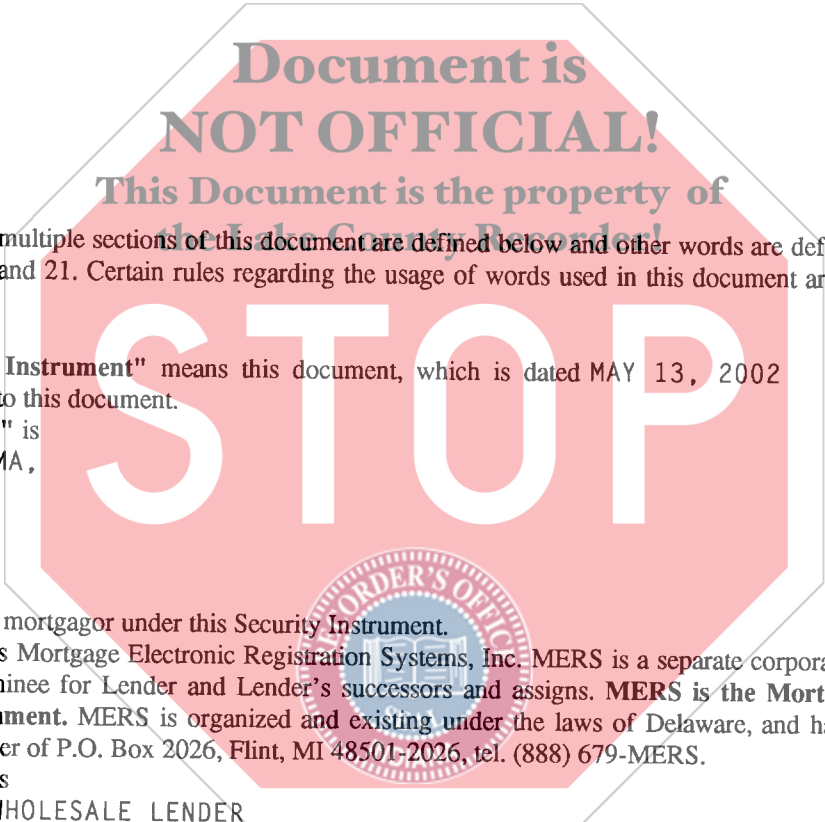 Document is
NOT OFFICIAL!
This Document is the property of
the Lake County Recorder!
multiple sections of this document are defined below and other words are def
and 21. Certain rules regarding the usage of words used in this document ar
Instrument" means this document, which is dated MAY 13, 2002
to this document.
" is
MA,
STOP
mortgagor under this Security Instrument.
s Mortgage Electronic Registration Systems, Inc. MERS is a separate corpora
inee for Lender and Lender's successors and assigns. MERS is the Mort
ment. MERS is organized and existing under the laws of Delaware, and ha
er of P.O. Box 2026, Flint, MI 48501-2026, tel. (888) 679-MERS.
s
HOLESALE LENDER
SEAL